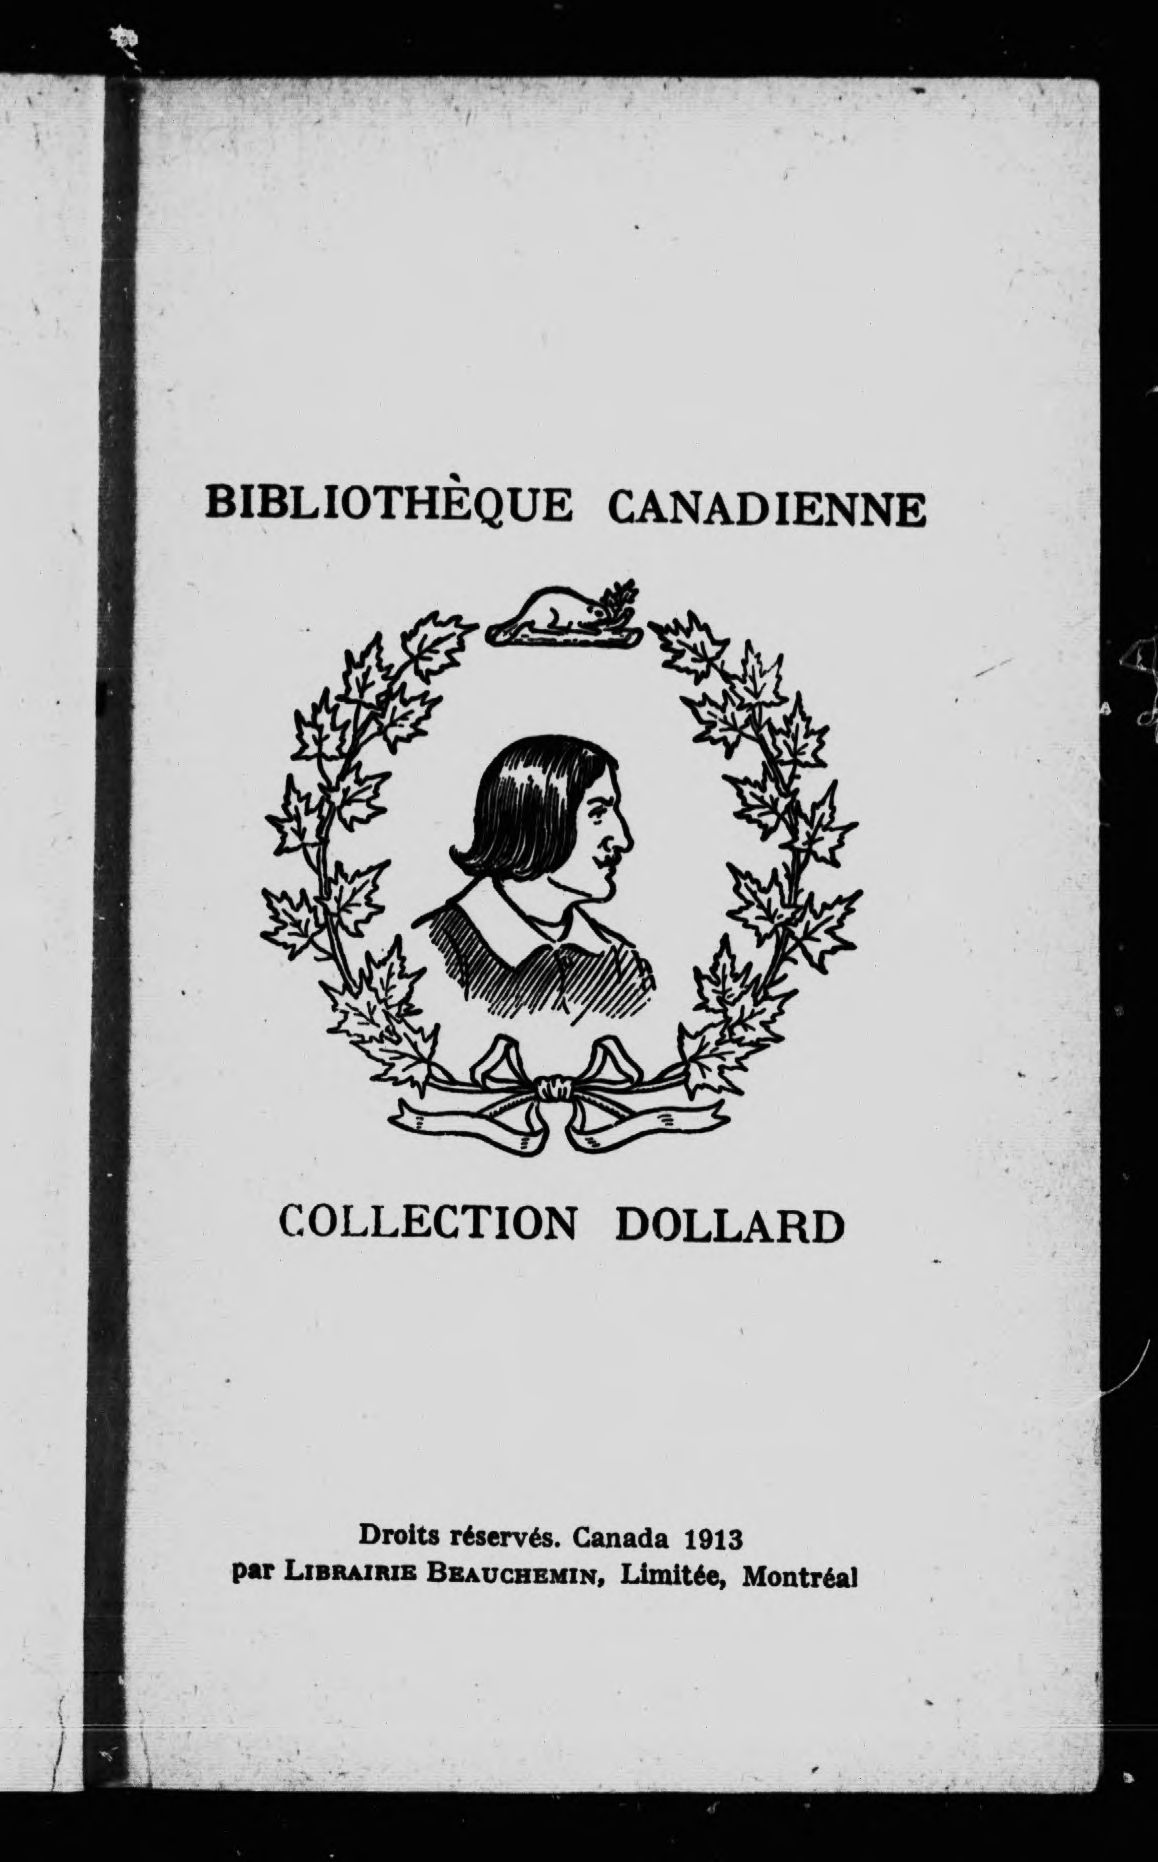 BIBLIOTHÈQUE CANADIENNE
COLLECTION DOLLARD
Droits réservés. Canada 1913
par LIBRAIRIE BEAUCHEMIN, Limitée, Montréal